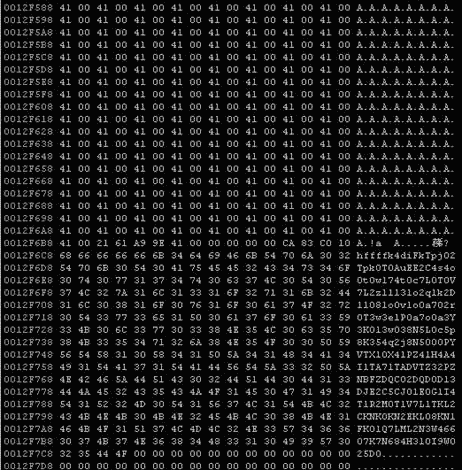 0012F588 41 00 41 00 41 00 41 00 41 00 41 00 41 00 41 00 A.A.A.A.A.A.A.A.
0012F598 41 00 41 00 41 00 41 00 41 00 41 00 41 00 41 00 A.A.A.A.A.A.A.A.
0012F5A8 41 00 41 00 41 00 41 00 41 00 41 00 41 00 41 00 A.A.A.A.A.A.A.A.
0012F5B8 41 00 41 00 41 00 41 00 41 00 41 00 41 00 41 00 A.A.A.A.A.A.A.A.
0012F5C8 41 00 41 00 41 00 41 00 41 00 41 00 41 00 41 00 A.A.A.A.A.A.A.A.
0012F5D8 41 00 41 00 41 00 41 00 41 00 41 00 41 00 41 00 A.A.A.A.A.A.A.A.
0012F5E8 41 00 41 00 41 00 41 00 41 00 41 00 41 00 41 00 A.A.A.A.A.A.A.A.
0012F5F8 41 00 41 00 41 00 41 00 41 00 41 00 41 00 41 00 A.A.A.A.A.A.A.A.
0012F608 41 00 41 00 41 00 41 00 41 00 41 00 41 00 41 00 A.A.A.A.A.A.A.A.
0012F618 41 00 41 00 41 00 41 00 41 00 41 00 41 00 41 00 A.A.A.A.A.A.A.A.
0012F628 41 00 41 00 41 00 41 00 41 00 41 00 41 00 41 00 A.A.A.A.A.A.A.A.
0012F638 41 00 41 00 41 00 41 00 41 00 41 00 41 00 41 00 A.A.A.A.A.A.A.A.
0012F648 41 00 41 00 41 00 41 00 41 00 41 00 41 00 41 00 A.A.A.A.A.A.A.A.
0012F658 41 00 41 00 41 00 41 00 41 00 41 00 41 00 41 00 A.A.A.A.A.A.A.A.
0012F668 41 00 41 00 41 00 41 00 41 00 41 00 41 00 41 00 A.A.A.A.A.A.A.A.
0012F678 41 00 41 00 41 00 41 00 41 00 41 00 41 00 41 00 A.A.A.A.A.A.A.A.
0012F688 41 00 41 00 41 00 41 00 41 00 41 00 41 00 41 00 A.A.A.A.A.A.A.A.
0012F698 41 00 41 00 41 00 41 00 41 00 41 00 41 00 41 00 A.A.A.A.A.A.A.A.
0012F6A8 41 00 41 00 41 00 41 00 41 00 41 00 41 00 41 00 A.A.A.A.A.A.A.A.
0012F6B8 41 00 21 61 A9 9E 41 00 00 00 00 00 CA 83 C0 10 A.!a A.....
0012F6C8 68 66 66 66 66 6B 34 64 69 46 6B 54 70 6A 30 32 hffffk4diFkTpj02
0012F6D8 54 70 6B 30 54 30 41 75 45 45 32 43 34 73 34 6F Tpk0T0AuEE2C4s4o
0012F6E8 30 74 30 77 31 37 34 74 30 63 37 4C 30 54 30 56 0t0w174t0c7L0T0V
0012F6F8 37 4C 32 7A 31 6C 31 33 31 6F 32 71 31 6B 32 44 7L2z1l131o2q1k2D
0012F708 31 6C 30 38 31 6F 30 76 31 6F 30 61 37 4F 32 72 1l081o0v1o0a7O2r
0012F718 30 54 33 77 33 65 31 50 30 61 37 6F 30 61 33 59 0T3w3e1P0a7o0a3Y
0012F728 33 4B 30 6C 33 77 30 33 38 4E 35 4C 30 63 35 70 3K0l3w038N5L0c5p
0012F738 38 4B 33 35 34 71 32 6A 38 4E 35 4F 30 30 50 59 8K354q2j8N5O00PY
0012F748 56 54 58 31 30 58 34 31 50 5A 34 31 48 34 41 34 VTX10X41PZ41H4A4
0012F758 49 31 54 41 37 31 54 41 44 56 54 5A 33 32 50 5A I1TA71TADVTZ32PZ
0012F768 4E 42 46 5A 44 51 43 30 32 44 51 44 30 44 31 33 NBFZDQC02DQD0D13
0012F778 44 4A 45 32 43 35 43 4A 4F 31 45 30 47 31 49 34 DJE2C5CJO1E0G1I4
0012F788 54 31 52 32 4D 30 54 31 56 37 4C 31 54 4B 4C 32 T1R2M0T1V7L1TKL2
0012F798 43 4B 4E 4B 30 4B 4E 32 45 4B 4C 30 38 4B 4E 31 CKNK0KN2EKL08KN1
0012F7A8 46 4B 4F 31 51 37 4C 4D 4C 32 4E 33 57 34 36 36 FKO1Q7LML2N3W466
0012F7B8 30 37 4B 37 4E 36 38 34 48 33 31 30 49 39 57 30 07K7N684H310I9W0
0012F7C8 32 35 44 4F 00 00 00 00 00 00 00 00 00 00 00 00 25DO............
0012F7D8 00 00 00 00 00 00 00 00 00 00 00 00 00 00 00 00 ................